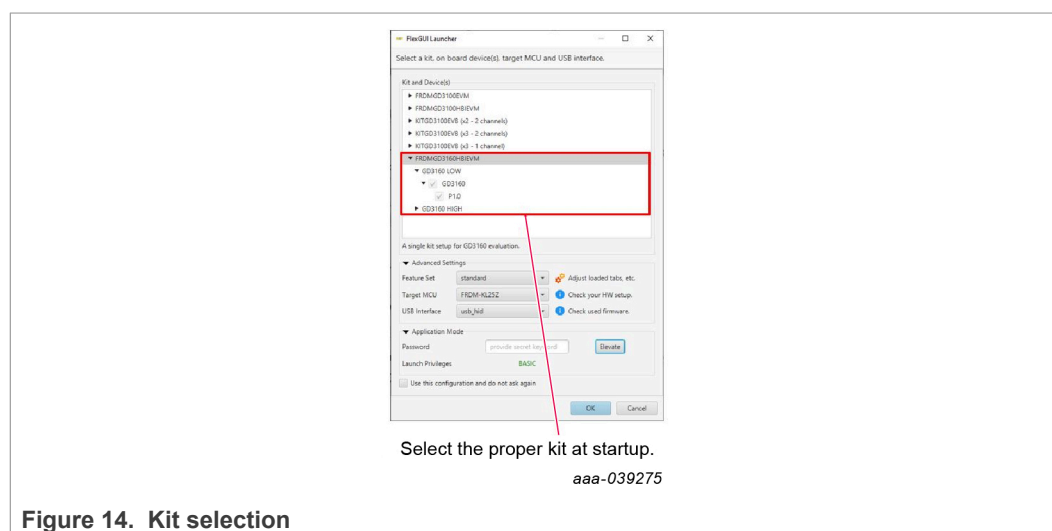 FlexGUI Launcher
Select a kit, on board device(s), target MCU and USB interface.
Kit and Device(s)
FRDMGD3100EVM
FRDMGD3100HBIEVM
KITGD3100EVB (x2 - 2 channels)
KITGD3100EVB (x3 - 2 channels)
KITGD3100EVB (x3 - 1 channel)
FRDMGD3160HBIEVM
GD3160 LOW
GD3160
P1.0
GD3160 HIGH
A single kit setup for GD3160 evaluation.
Advanced Settings
Feature Set standard Adjust loaded tabs, etc.
Target MCU FRDM-KL25Z Check your HW setup.
USB Interface usb_hid Check used firmware.
Application Mode
Password provide secret Elevate
Launch Privileges BASIC
Use this configuration and do not ask again
OK Cancel
Select the proper kit at startup.
aaa-039275
Figure 14. Kit selection